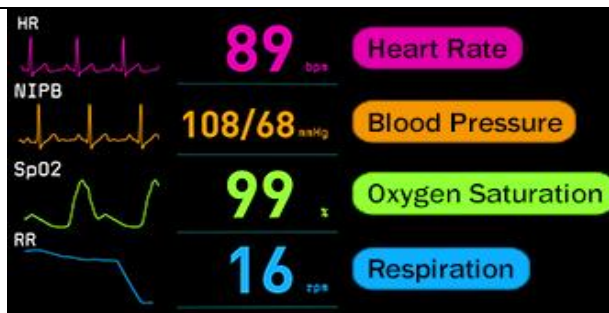 HR
89 bpm
Heart Rate
NIPB
108/68 mmHg
Blood Pressure
SpO2
99 %
Oxygen Saturation
RR
16 rpm
Respiration